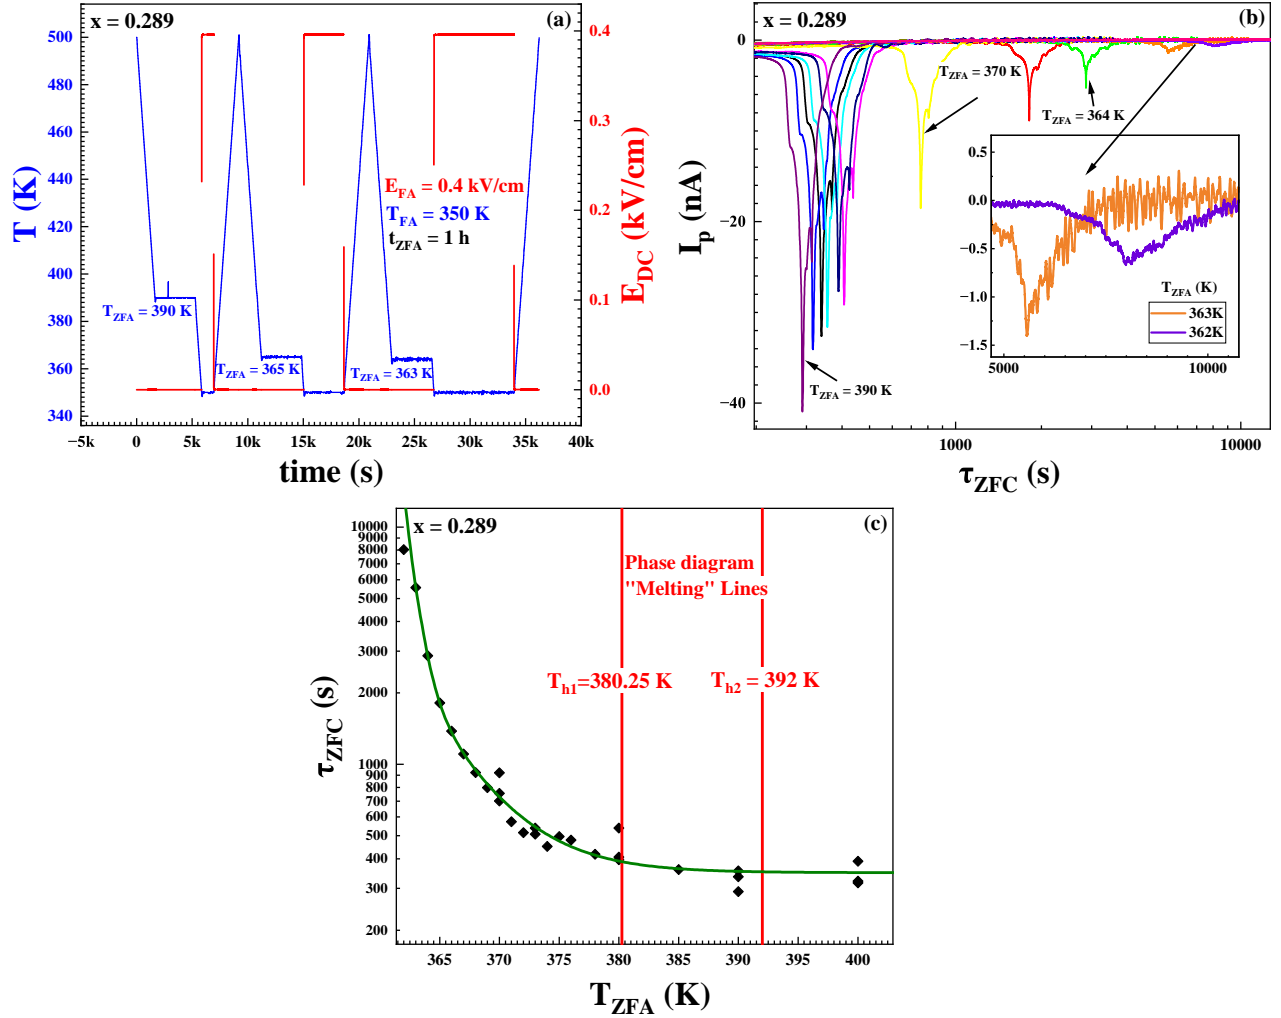 x = 0.289
(a)
500
480
460
440
420
400
380
360
340
T (K)
0.4
0.3
0.2
0.1
0.0
E_DC (kV/cm)
E_FA = 0.4 kV/cm
T_FA = 350 K
t_ZFA = 1 h
T_ZFA = 390 K
T_ZFA = 365 K
T_ZFA = 363 K
-5k 0 5k 10k 15k 20k 25k 30k 35k 40k
time (s)
x = 0.289
(b)
0
-20
-40
I_p (nA)
T_ZFA = 370 K
T_ZFA = 364 K
T_ZFA = 390 K
0.5
0.0
-0.5
-1.0
-1.5
T_ZFA (K)
363K
362K
5000 10000
1000 10000
τ_ZFC (s)
x = 0.289
(c)
10000
8000
7000
6000
5000
4000
3000
2000
1000
900
800
700
600
500
400
300
200
τ_ZFC (s)
Phase diagram
"Melting" Lines
T_h1=380.25 K
T_h2 = 392 K
365 370 375 380 385 390 395 400
T_ZFA (K)